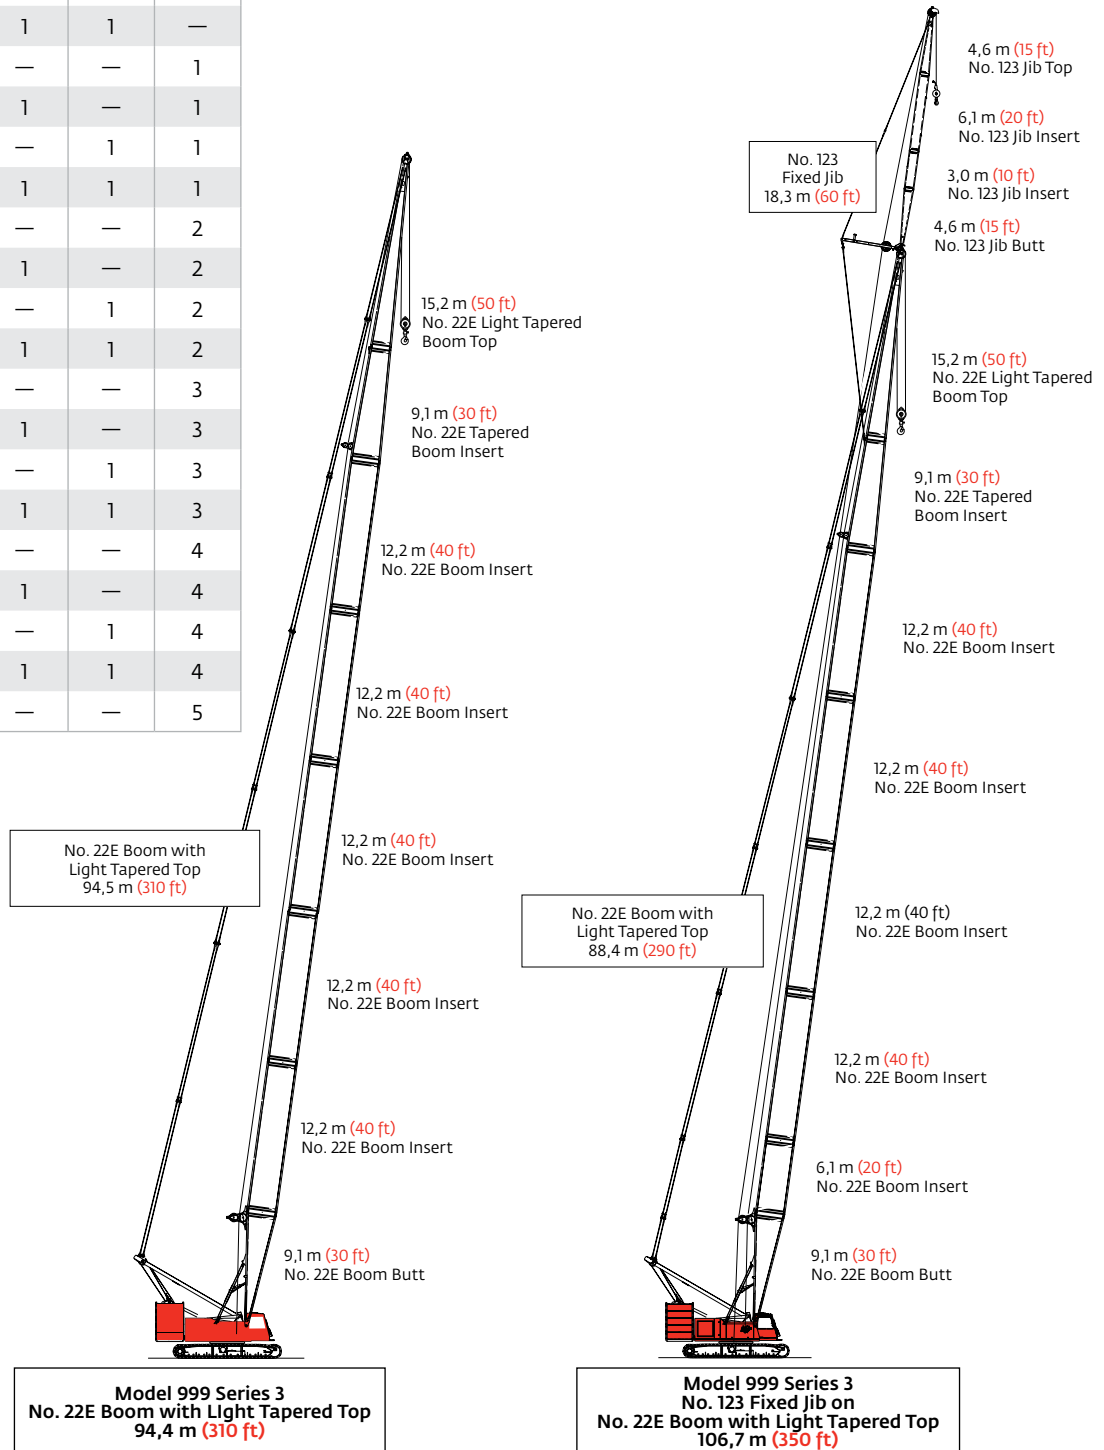 1 1 —
— — 1
1 — 1
— 1 1
1 1 1
— — 2
1 — 2
— 1 2
1 1 2
— — 3
1 — 3
— 1 3
1 1 3
— — 4
1 — 4
— 1 4
1 1 4
— — 5
15,2 m (50 ft)
No. 22E Light Tapered
Boom Top
9,1 m (30 ft)
No. 22E Tapered
Boom Insert
12,2 m (40 ft)
No. 22E Boom Insert
12,2 m (40 ft)
No. 22E Boom Insert
12,2 m (40 ft)
No. 22E Boom Insert
12,2 m (40 ft)
No. 22E Boom Insert
12,2 m (40 ft)
No. 22E Boom Insert
9,1 m (30 ft)
No. 22E Boom Butt
No. 22E Boom with
Light Tapered Top
94,5 m (310 ft)
Model 999 Series 3
No. 22E Boom with LIght Tapered Top
94,4 m (310 ft)
4,6 m (15 ft)
No. 123 Jib Top
6,1 m (20 ft)
No. 123 Jib Insert
3,0 m (10 ft)
No. 123 Jib Insert
4,6 m (15 ft)
No. 123 Jib Butt
No. 123
Fixed Jib
18,3 m (60 ft)
15,2 m (50 ft)
No. 22E Light Tapered
Boom Top
9,1 m (30 ft)
No. 22E Tapered
Boom Insert
12,2 m (40 ft)
No. 22E Boom Insert
12,2 m (40 ft)
No. 22E Boom Insert
12,2 m (40 ft)
No. 22E Boom Insert
12,2 m (40 ft)
No. 22E Boom Insert
6,1 m (20 ft)
No. 22E Boom Insert
9,1 m (30 ft)
No. 22E Boom Butt
No. 22E Boom with
Light Tapered Top
88,4 m (290 ft)
Model 999 Series 3
No. 123 Fixed Jib on
No. 22E Boom with Light Tapered Top
106,7 m (350 ft)